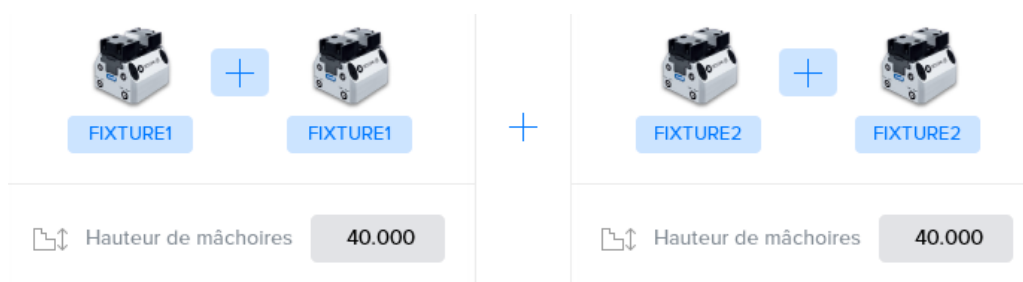 FIXTURE1 FIXTURE1 FIXTURE2 FIXTURE2
Hauteur de mâchoires 40.000 Hauteur de mâchoires 40.000